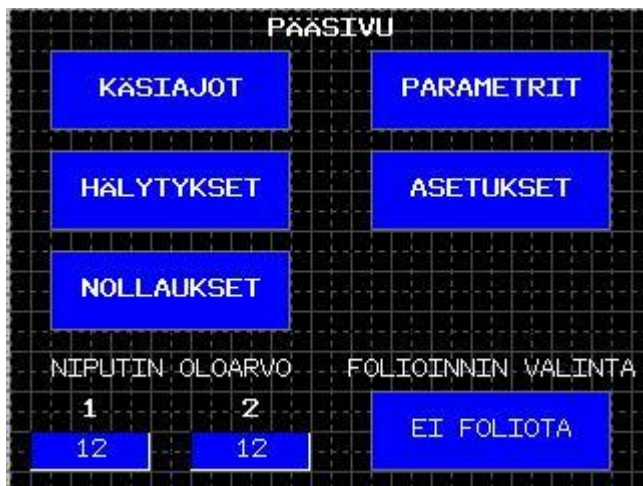 PÄÄSIVU
KÄSIAJOT PARAMETRIT
HÄLYTYKSET ASETUKSET
NOLLAUKSET
NIPUTIN OLOARVO FOLIOINNIN VALINTA
1 2
12 12 EI FOLIOTA